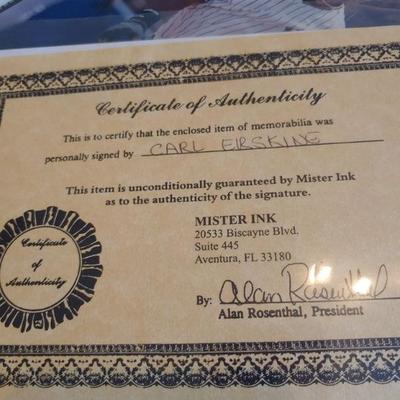 Certificate of Authenticity
This is to certify that the enclosed item of memorabilia was
personally signed by CARL ERSKINE
This item is unconditionally guaranteed by Mister Ink
as to the authenticity of the signature.
Certificate
of
Authenticity
MISTER INK
20533 Biscayne Blvd.
Suite 445
Aventura, FL 33180
By: Alan Rosenthal
Alan Rosenthal, President